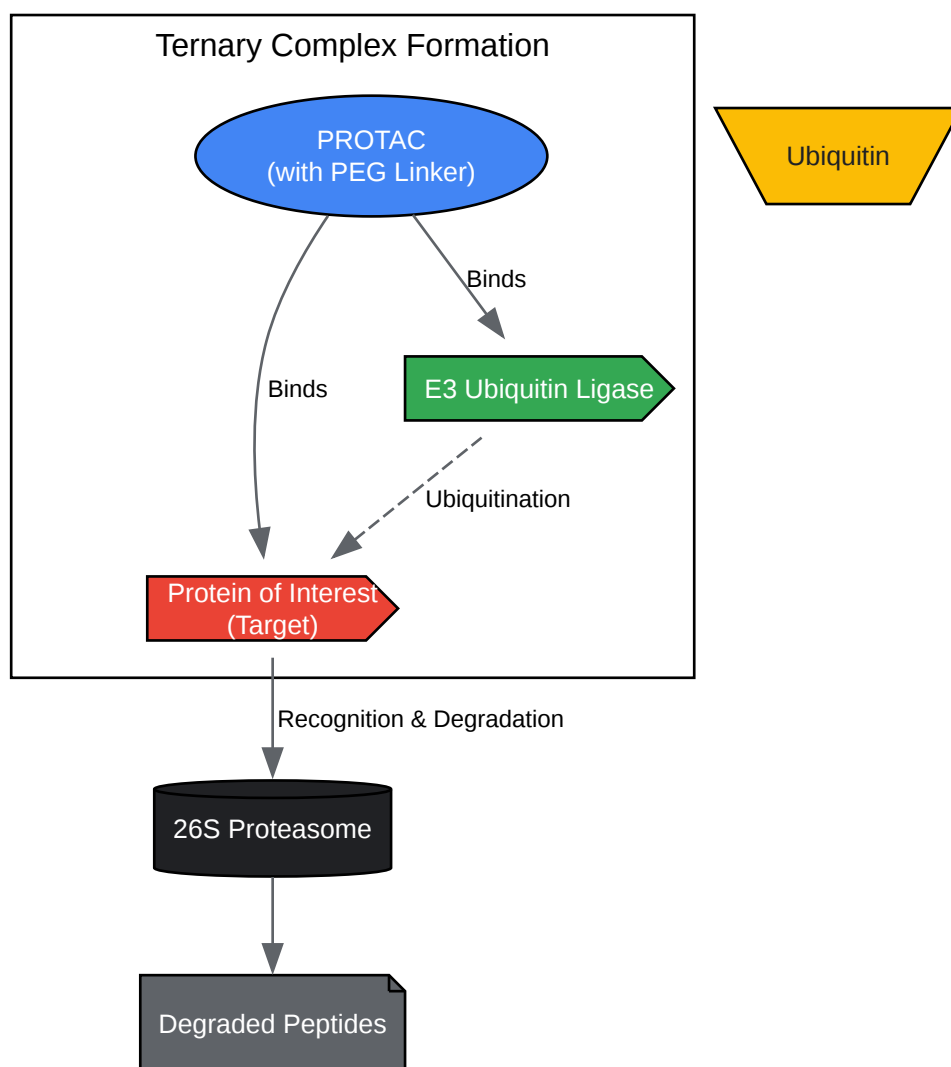 Ternary Complex Formation
PROTAC
(with PEG Linker)
Ubiquitin
Binds
Binds
E3 Ubiquitin Ligase
Ubiquitination
Protein of Interest
(Target)
Recognition & Degradation
26S Proteasome
Degraded Peptides